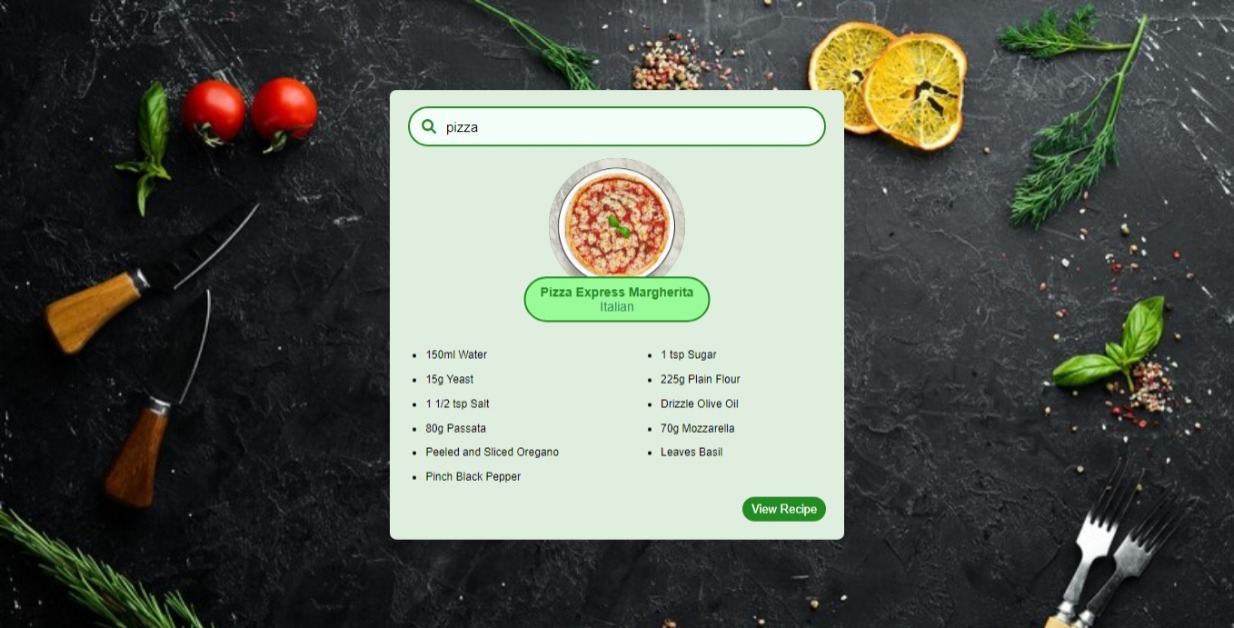 pizza
Pizza Express Margherita
Italian
150ml Water
1 tsp Sugar
15g Yeast
225g Plain Flour
1 1/2 tsp Salt
Drizzle Olive Oil
80g Passata
70g Mozzarella
Peeled and Sliced Oregano
Leaves Basil
Pinch Black Pepper
View Recipe